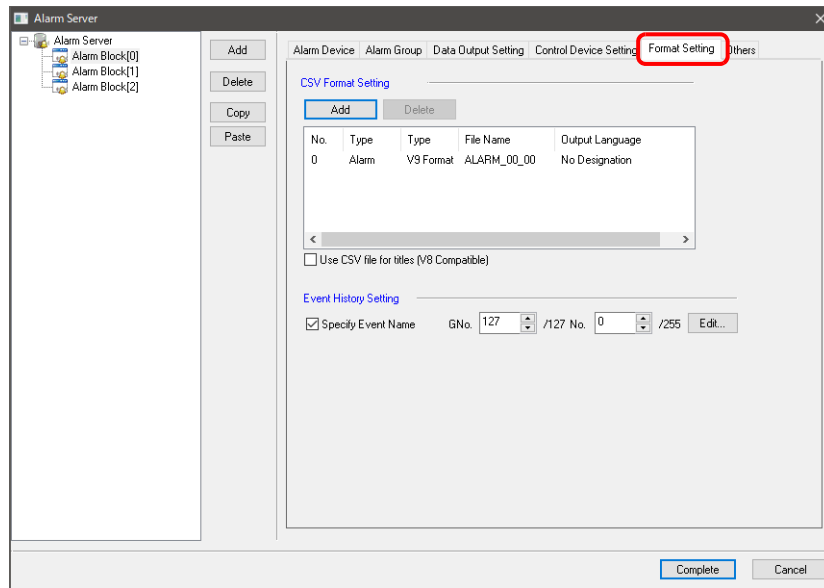 Alarm Server
Alarm Server
Alarm Block[0]
Alarm Block[1]
Alarm Block[2]
Add
Delete
Copy
Paste
Alarm Device Alarm Group Data Output Setting Control Device Setting Format Setting Others
CSV Format Setting
Add Delete
No. Type Type File Name Output Language
0 Alarm V9 Format ALARM_00_00 No Designation
Use CSV file for titles (V8 Compatible)
Event History Setting
Specify Event Name GNo. 127 /127 No. 0 /255 Edit...
Complete Cancel